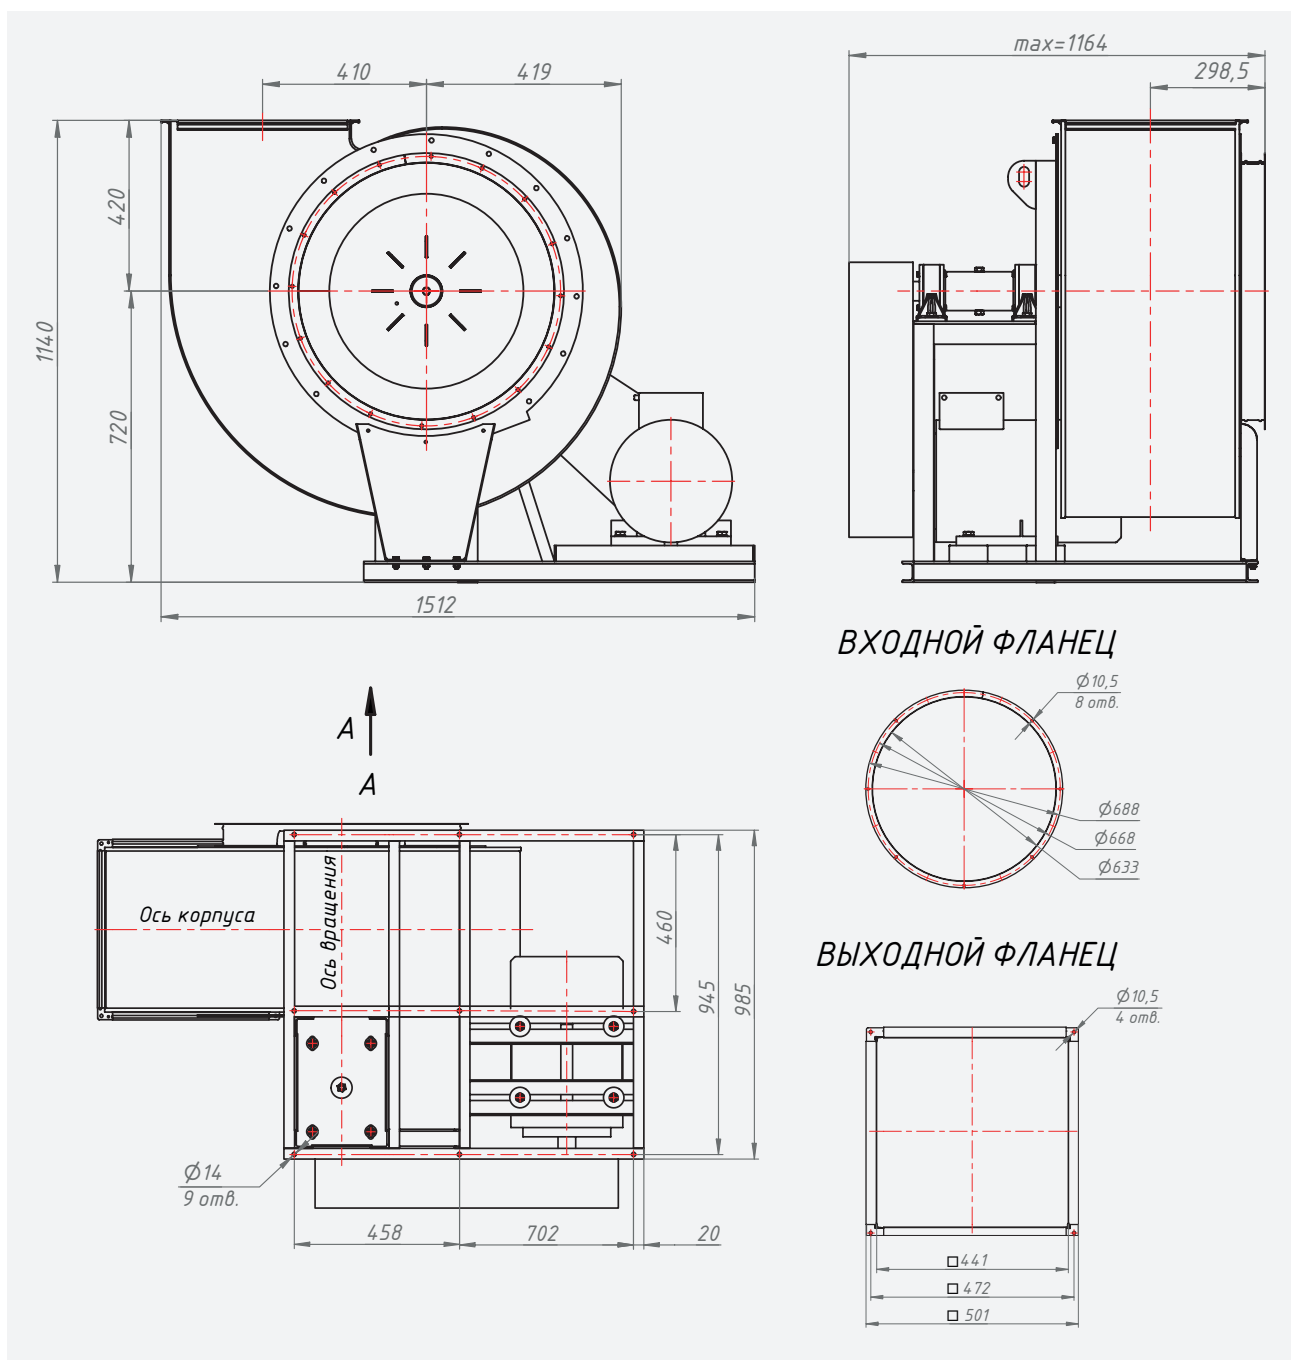 max=1164
410
419
298,5
420
1140
720
1512
ВХОДНОЙ ФЛАНЕЦ
Ø10,5
8 отв.
А
А
Ø688
Ø668
Ø633
Ось корпуса
Ось вращения
460
945
985
ВЫХОДНОЙ ФЛАНЕЦ
Ø10,5
4 отв.
Ø14
9 отв.
458
702
20
□441
□472
□501